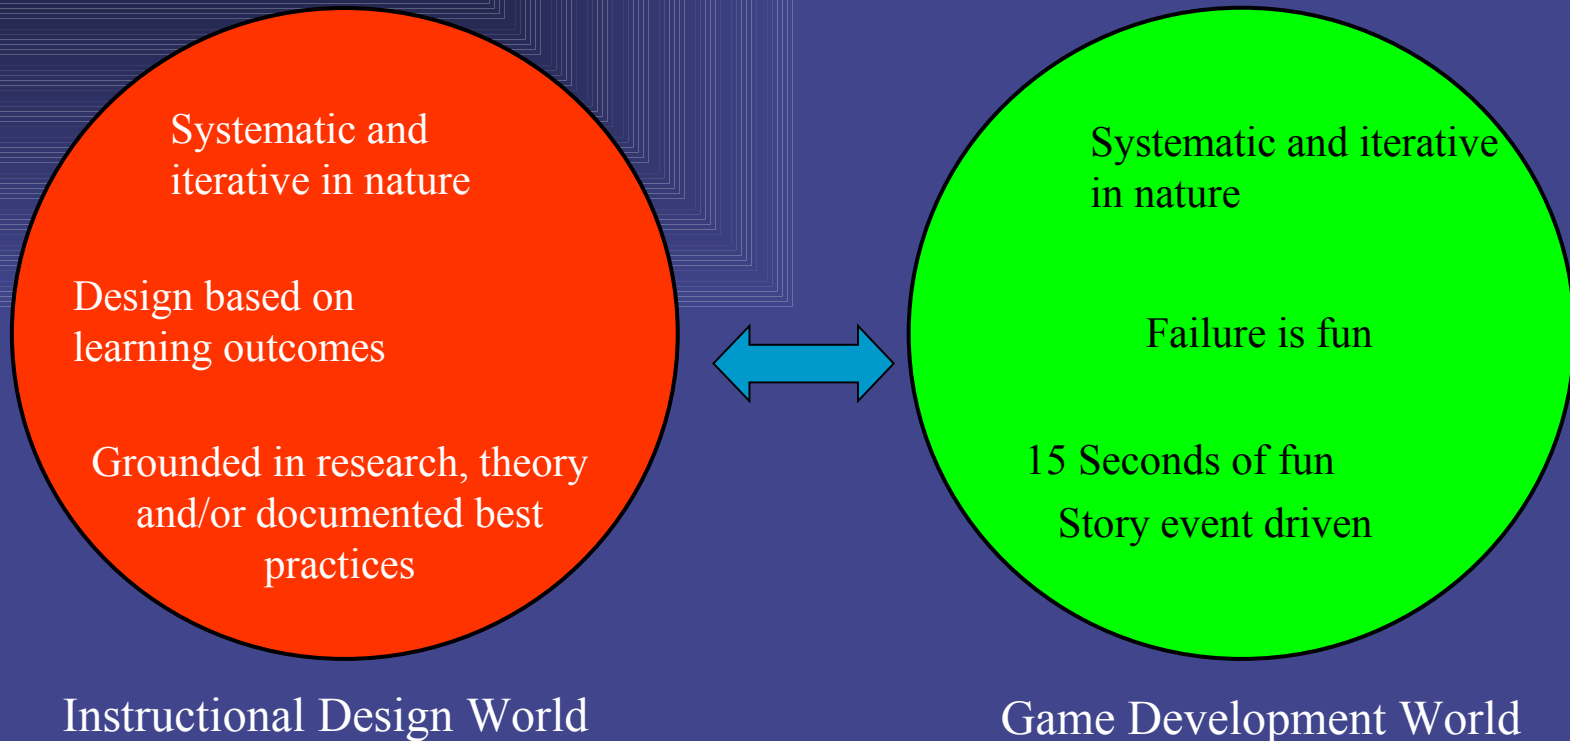 Systematic and
iterative in nature
Design based on
learning outcomes
Grounded in research, theory
and/or documented best
practices
Instructional Design World
Systematic and iterative
in nature
Failure is fun
15 Seconds of fun
Story event driven
Game Development World